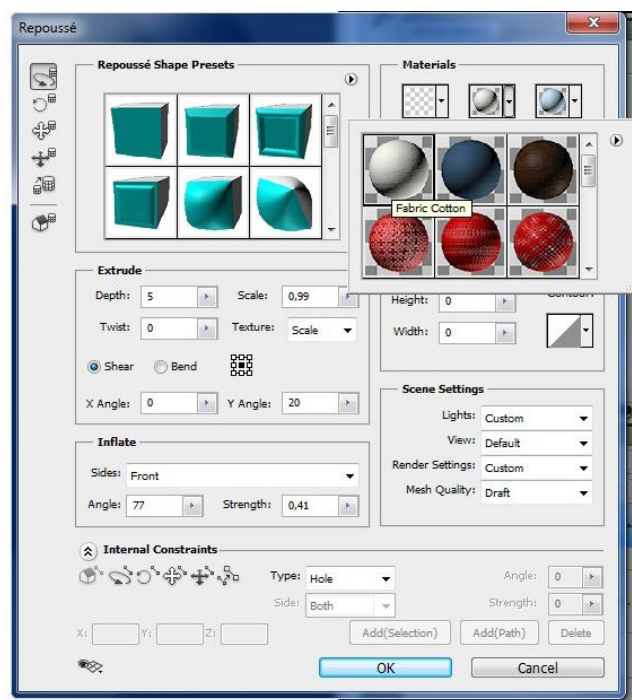 Repoussé
Repoussé Shape Presets
Materials
Fabric Cotton
Extrude
Depth: 5 Scale: 0,99
Twist: 0 Texture: Scale
Shear Bend
X Angle: 0 Y Angle: 20
Height: 0
Width: 0
Inflate
Sides: Front
Angle: 77 Strength: 0,41
Scene Settings
Lights: Custom
View: Default
Render Settings: Custom
Mesh Quality: Draft
Internal Constraints
Type: Hole Angle: 0
Side: Both Strength: 0
X: Y: Z: Add(Selection) Add(Path) Delete
OK Cancel